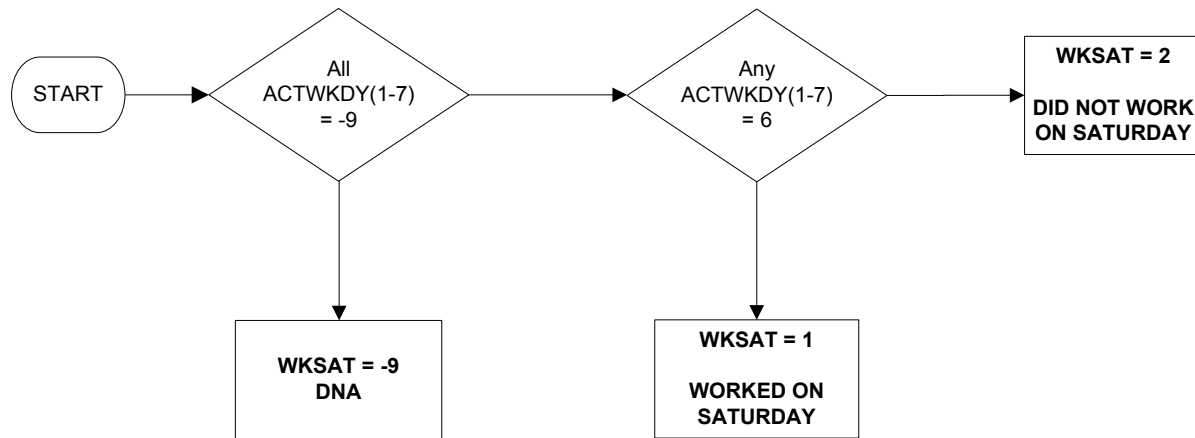 START
All
ACTWKDY(1-7)
= -9
Any
ACTWKDY(1-7)
= 6
WKSAT = 2
DID NOT WORK
ON SATURDAY
WKSAT = -9
DNA
WKSAT = 1
WORKED ON
SATURDAY